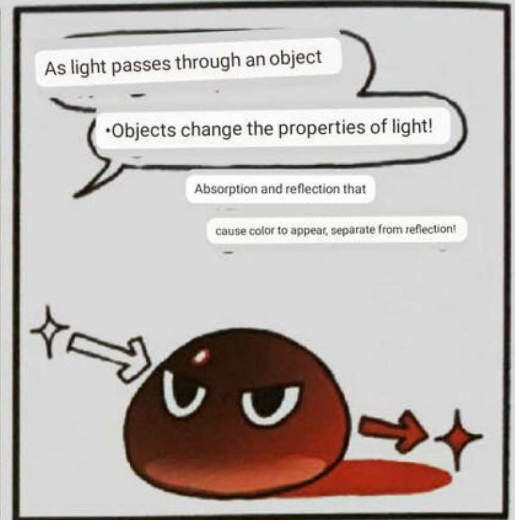 As light passes through an object
•Objects change the properties of light!
Absorption and reflection that
cause color to appear, separate from reflection!